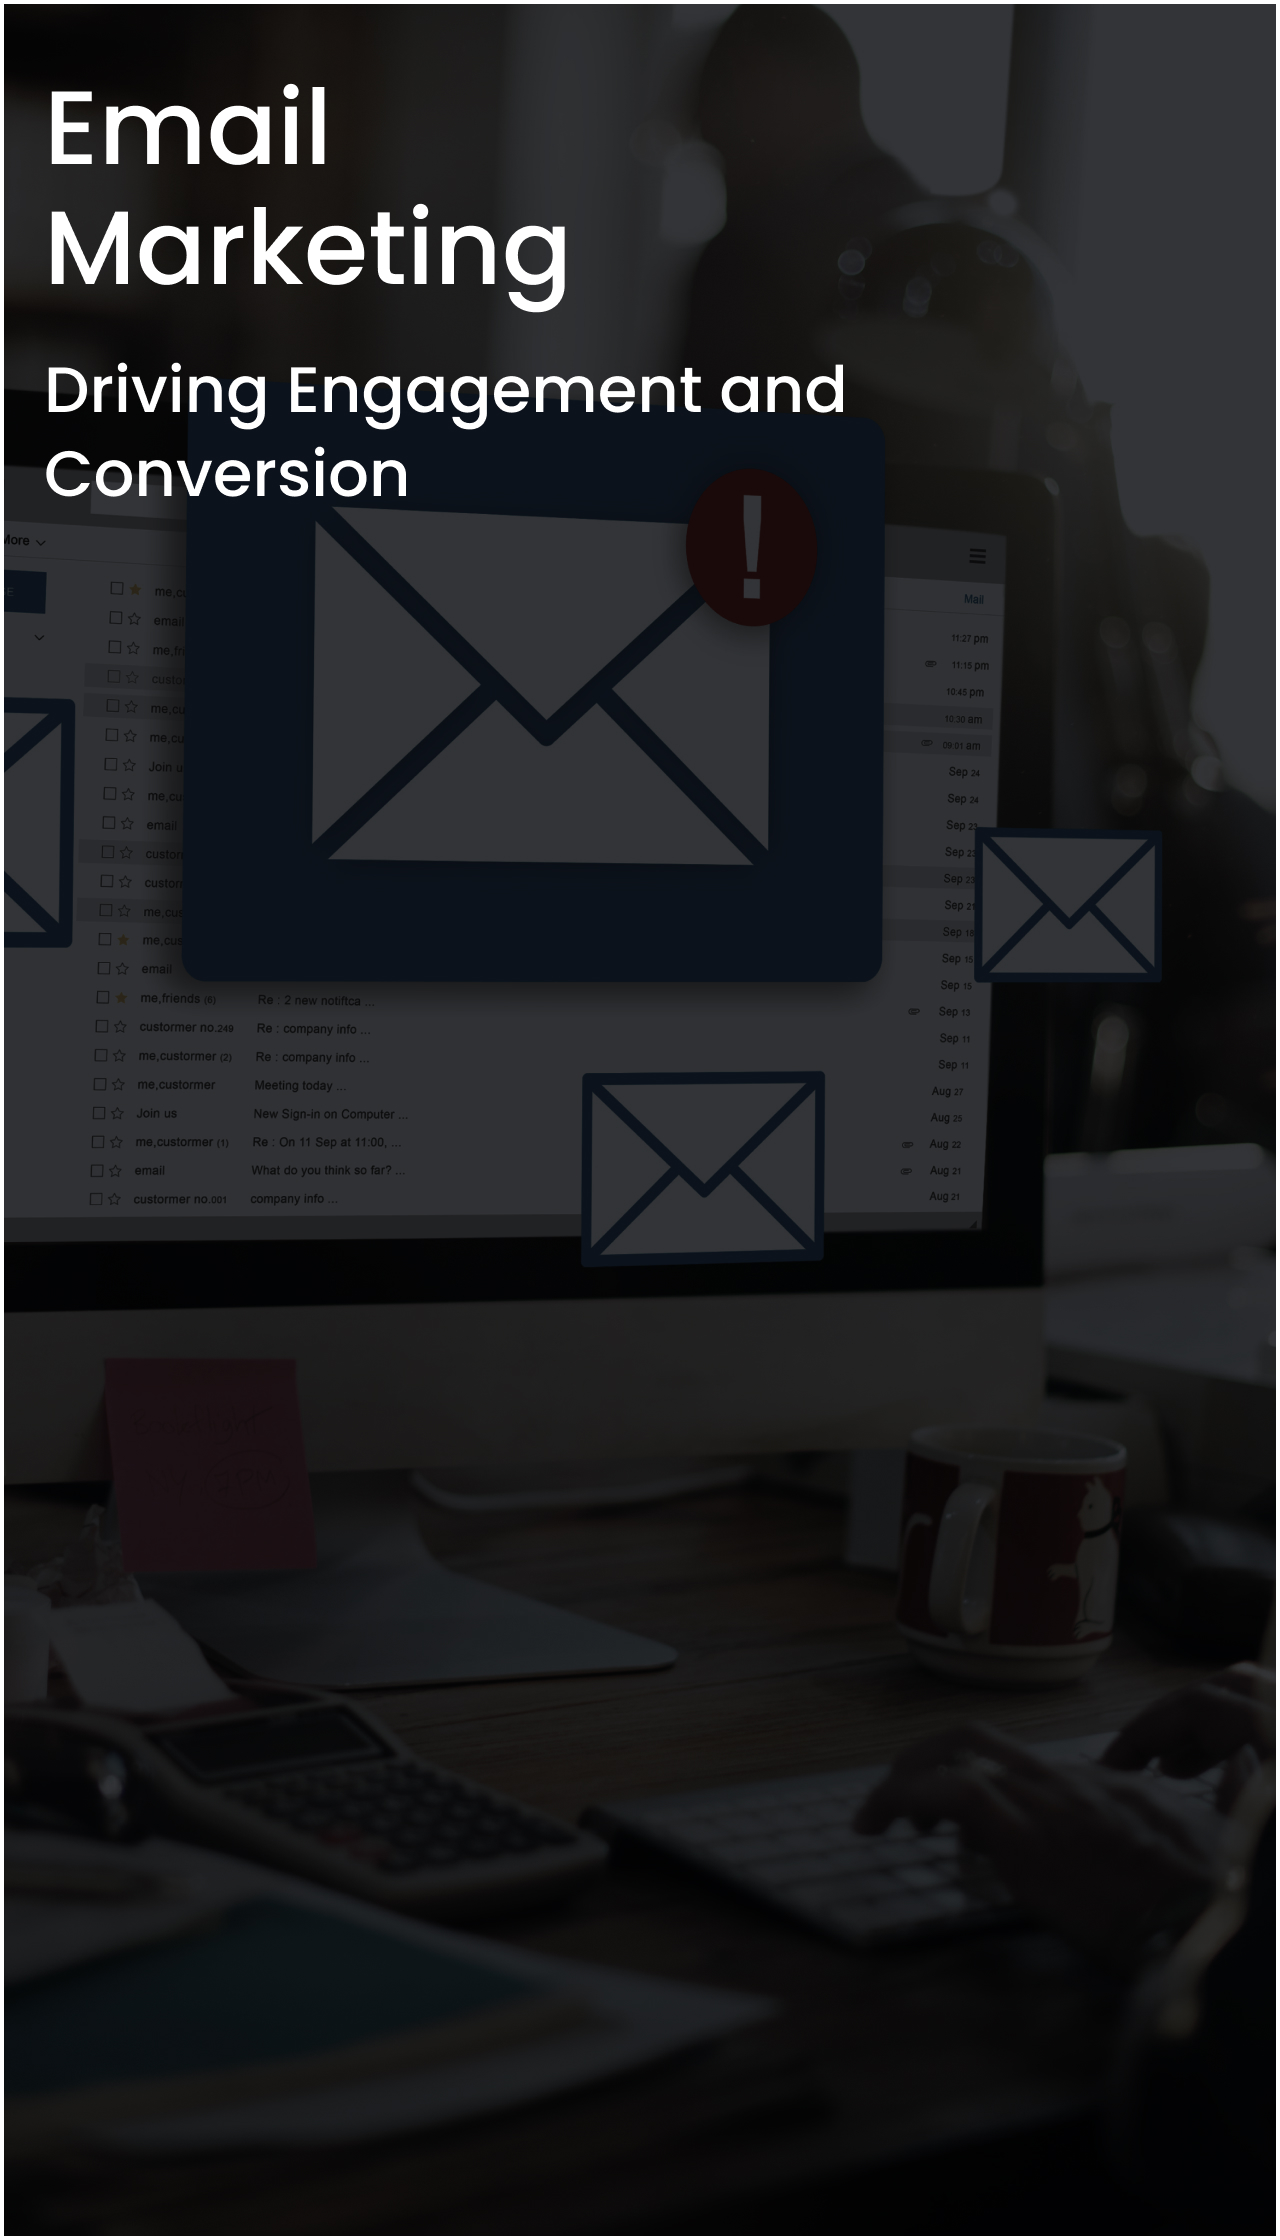 Email
Marketing
Driving Engagement and
Conversion
!
More
Mail
me,cu
11:27 pm
email
11:15 pm
me,fri
10:45 pm
custo
10:30 am
me,cu
09:01 am
me,cu
Sep 24
Join u
Sep 24
me,cu
Sep 23
email
Sep 23
custom
Sep 23
custom
Sep 21
me,cus
Sep 18
me,cus
Sep 15
email
Sep 15
me,friends (6) Re : 2 new notiftca ... Sep 13
custormer no.249 Re : company info ... Sep 11
me,custormer (2) Re : company info ... Sep 11
me,custormer Meeting today ... Aug 27
Join us New Sign-in on Computer ... Aug 25
me,custormer (1) Re : On 11 Sep at 11:00, ... Aug 22
email What do you think so far? ... Aug 21
custormer no.001 company info ... Aug 21
2PM